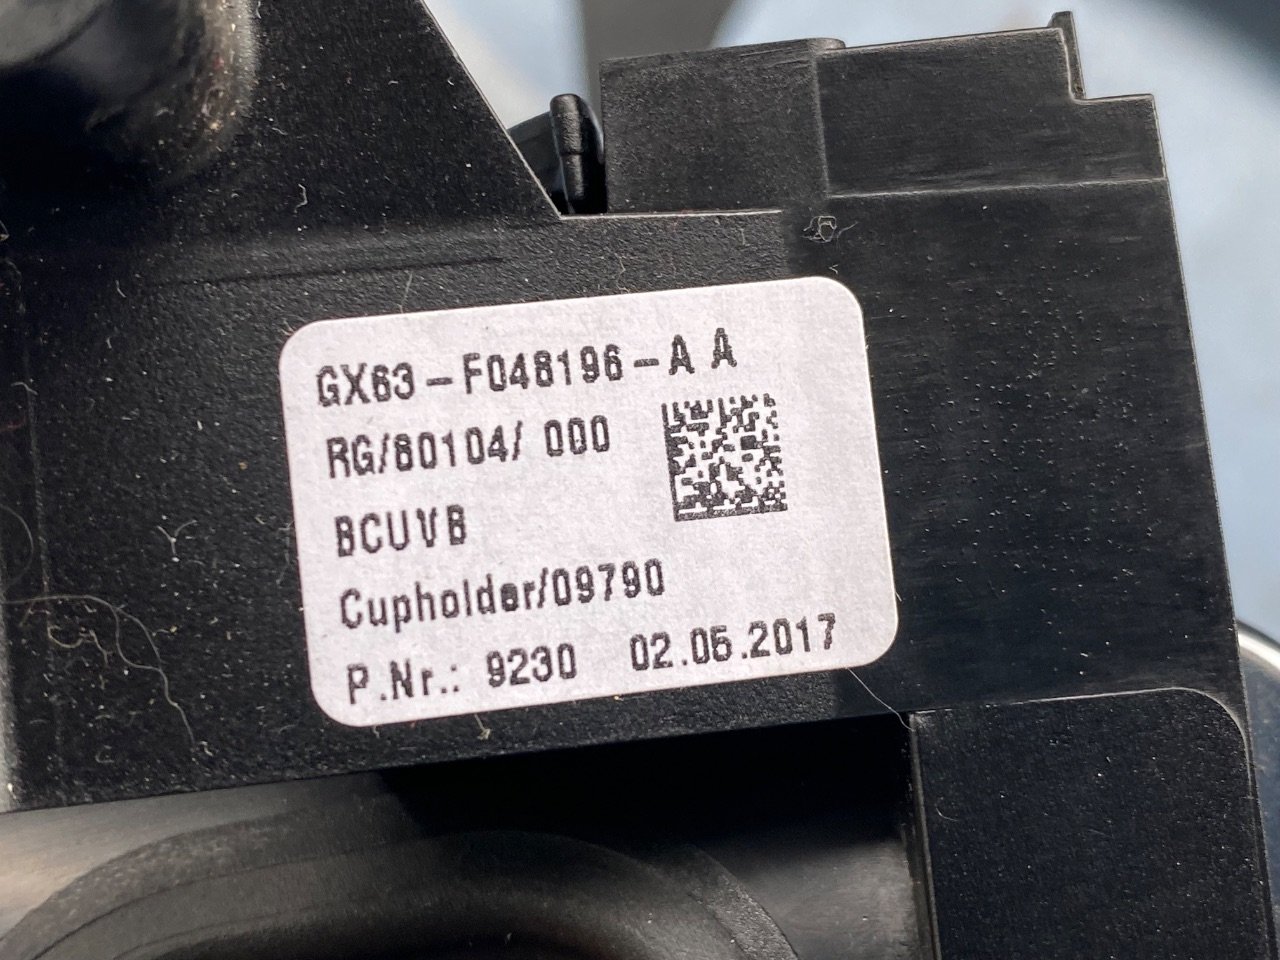 GX63-F048196-A A
RG/80104/ 000
BCUVB
Cupholder/09790
P.Nr.: 9230 02.05.2017